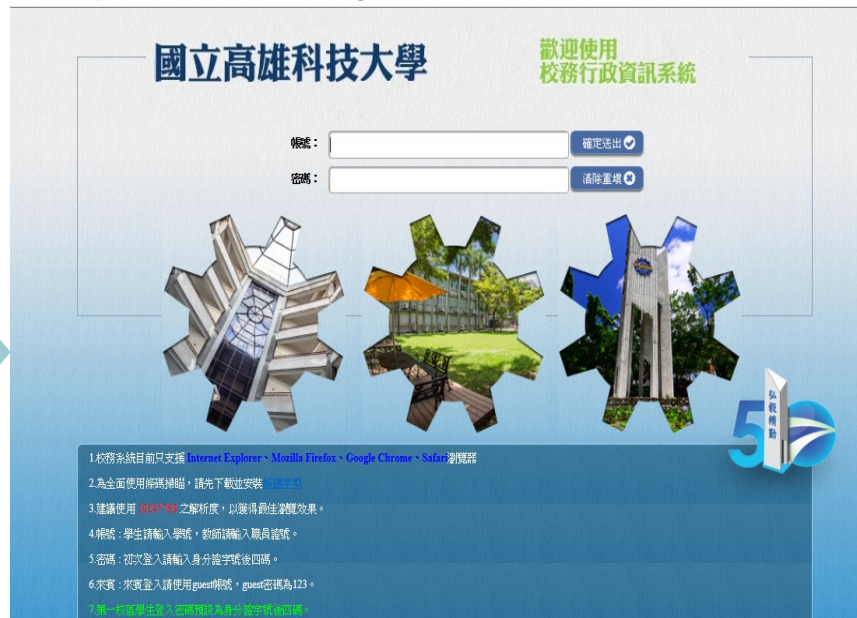 國立高雄科技大學
歡迎使用
校務行政資訊系統
帳號：
確定送出
密碼：
清除重填
弘毅精勤
50
1.校務系統目前只支援 Internet Explorer、Mozilla Firefox、Google Chrome、Safari瀏覽器
2.為全面使用條碼掃瞄，請先下載並安裝
3.建議使用 1024*768 之解析度，以獲得最佳瀏覽效果。
4.帳號：學生請輸入學號，教師請輸入職員證號。
5.密碼：初次登入請輸入身分證字號後四碼。
6.來賓：來賓登入請使用guest帳號，guest密碼為123。
7.第一校區學生登入密碼預設為身分證字號後四碼。